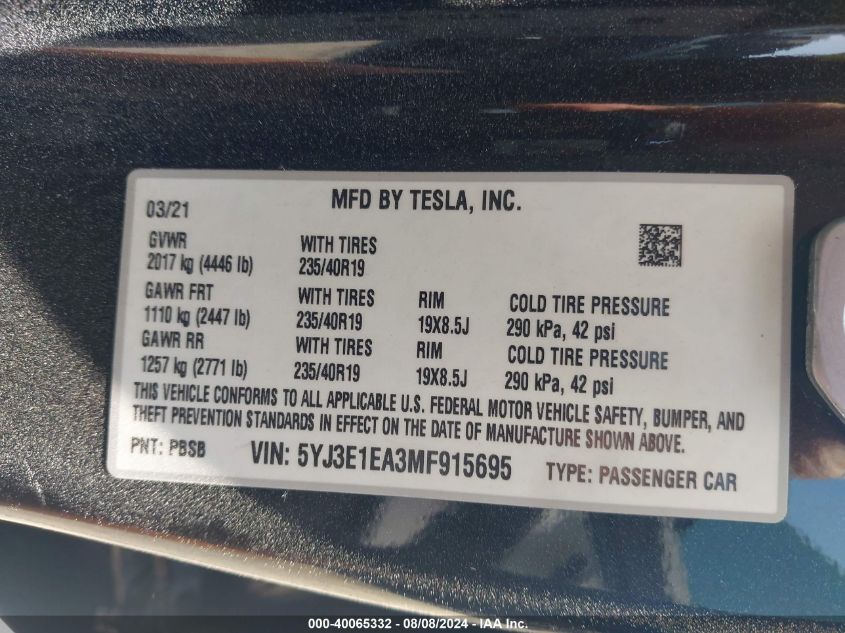 MFD BY TESLA, INC.
03/21
GVWR WITH TIRES
2017 kg (4446 lb) 235/40R19
GAWR FRT WITH TIRES RIM COLD TIRE PRESSURE
1110 kg (2447 lb) 235/40R19 19X8.5J 290 kPa, 42 psi
GAWR RR WITH TIRES RIM COLD TIRE PRESSURE
1257 kg (2771 lb) 235/40R19 19X8.5J 290 kPa, 42 psi
THIS VEHICLE CONFORMS TO ALL APPLICABLE U.S. FEDERAL MOTOR VEHICLE SAFETY, BUMPER, AND
THEFT PREVENTION STANDARDS IN EFFECT ON THE DATE OF MANUFACTURE SHOWN ABOVE.
PNT: PBSB VIN: 5YJ3E1EA3MF915695 TYPE: PASSENGER CAR
000-40065332 - 08/08/2024 - IAAI.com